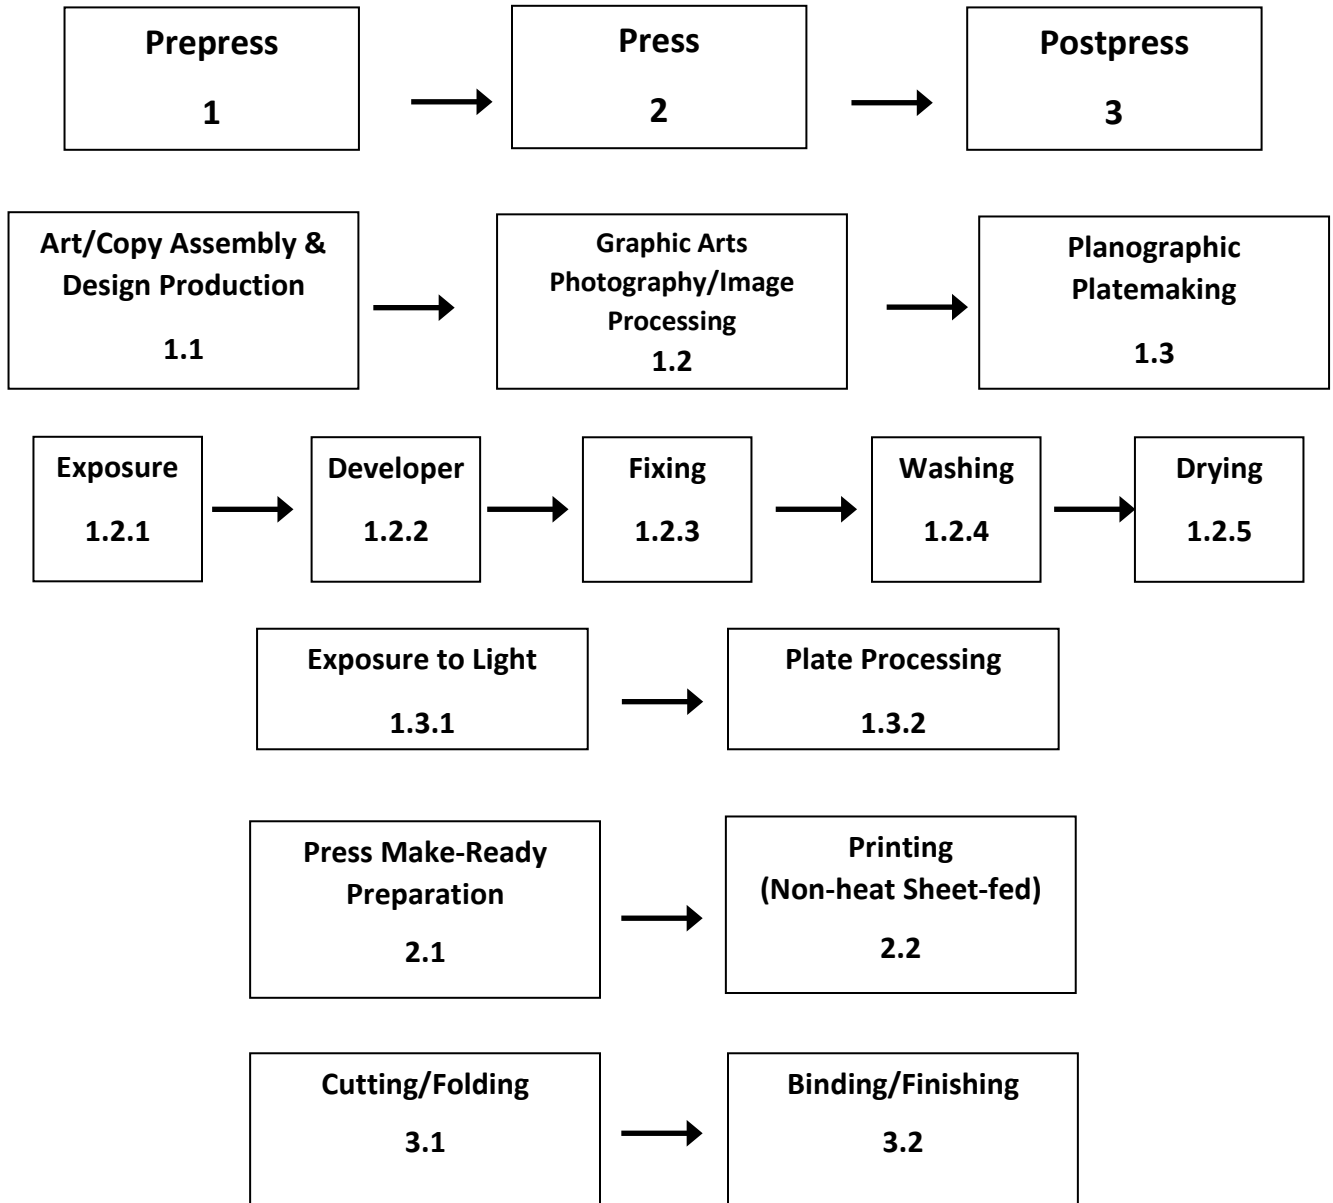 Prepress
1
Press
2
Postpress
3
Art/Copy Assembly &
Design Production
1.1
Graphic Arts
Photography/Image
Processing
1.2
Planographic
Platemaking
1.3
Exposure
1.2.1
Developer
1.2.2
Fixing
1.2.3
Washing
1.2.4
Drying
1.2.5
Exposure to Light
1.3.1
Plate Processing
1.3.2
Press Make-Ready
Preparation
2.1
Printing
(Non-heat Sheet-fed)
2.2
Cutting/Folding
3.1
Binding/Finishing
3.2